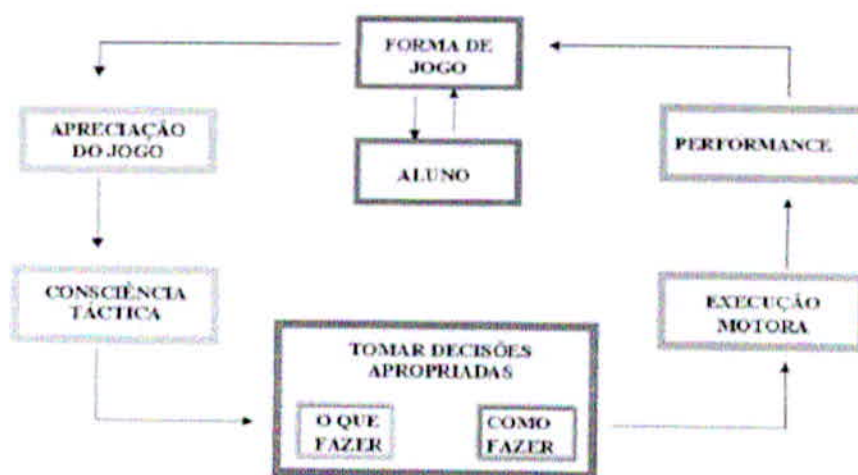 FORMA DE
JOGO
APRECIAÇÃO
DO JOGO
ALUNO
PERFORMANCE
CONSCIÊNCIA
TÁCTICA
EXECUÇÃO
MOTORA
TOMAR DECISÕES
APROPRIADAS
O QUE
FAZER
COMO
FAZER